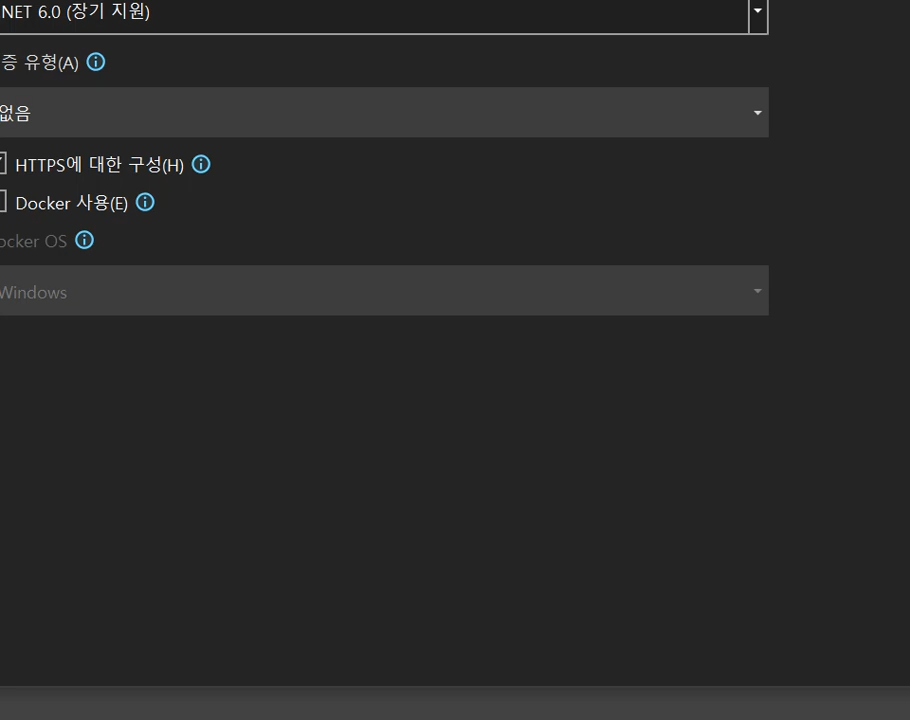 NET 6.0 (장기 지원)
증 유형(A)
없음
HTTPS에 대한 구성(H)
Docker 사용(E)
ocker OS
Windows